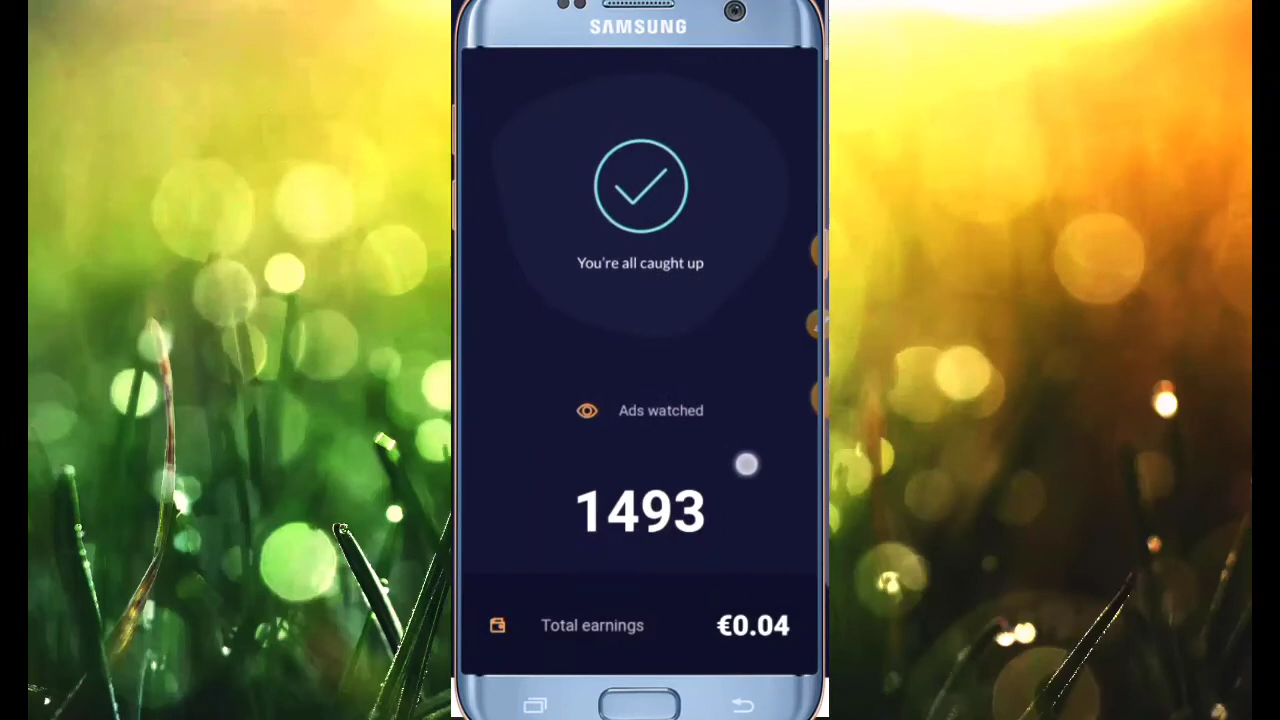 SAMSUNG
You're all caught up
Ads watched
1493
Total earnings
€0.04